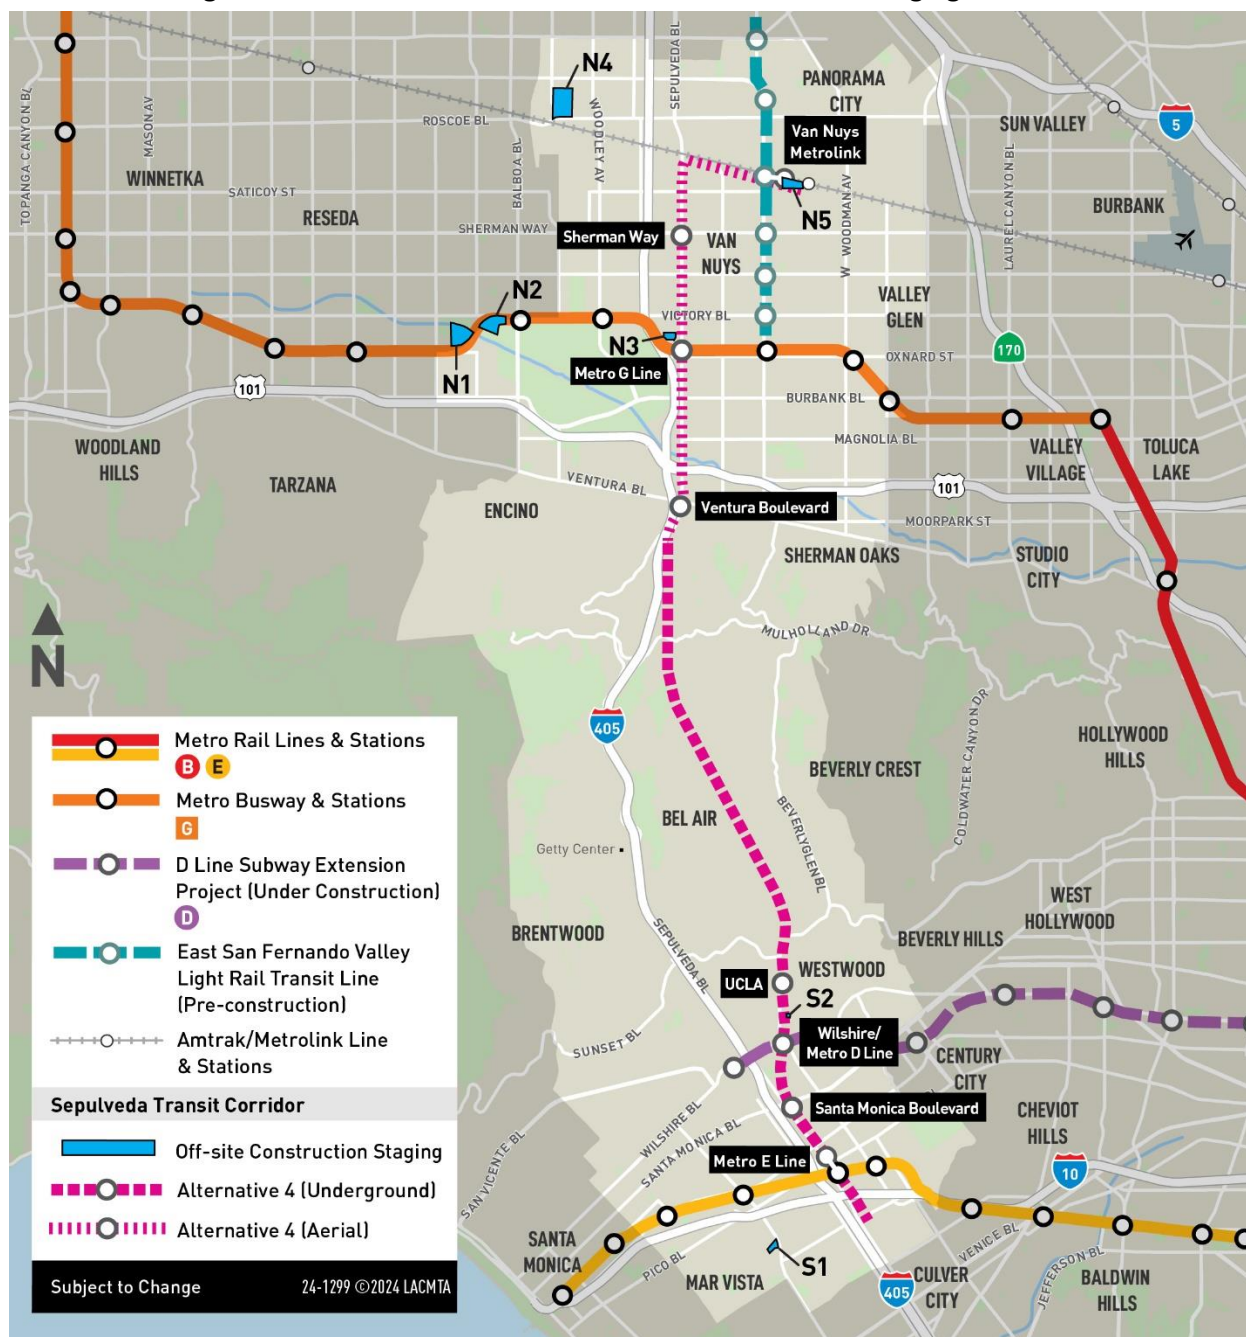 N4
PANORAMA
CITY
SEPULVEDA BL
TOPANGA CANYON BL
MASON AV
ROSCOE BL
BALBOA BL
WOODLEY AV
Van Nuys
Metrolink
SUN VALLEY
5
LAUREL CANYON BL
WINNETKA
SATICOY ST
RESEDA
SHERMAN WAY
Sherman Way
VAN
NUYS
N5
W WOODMAN AV
BURBANK
N2
VICTORY BL
VALLEY
GLEN
N1
N3
Metro G Line
OXNARD ST
170
101
BURBANK BL
MAGNOLIA BL
WOODLAND
HILLS
TARZANA
VENTURA BL
VALLEY
VILLAGE
TOLUCA
LAKE
101
ENCINO
Ventura Boulevard
MOORPARK ST
SHERMAN OAKS
STUDIO
CITY
N
MULHOLLAND DR
COLDWATER CANYON DR
405
HOLLYWOOD
HILLS
BEVERLY CREST
BEL AIR
BEVERLYGLEN BL
Getty Center
WEST
HOLLYWOOD
BRENTWOOD
SEPULVEDA BL
BEVERLY HILLS
UCLA
WESTWOOD
S2
SUNSET BL
Wilshire/
Metro D Line
CENTURY
CITY
Santa Monica Boulevard
CHEVIOT
HILLS
WILSHIRE BL
SANTA MONICA BL
SAN VICENTE BL
Metro E Line
10
SANTA
MONICA
PICO BL
S1
MAR VISTA
VENICE BL
JEFFERSON BL
405
CULVER
CITY
BALDWIN
HILLS
Metro Rail Lines & Stations
B E
Metro Busway & Stations
G
D Line Subway Extension
Project (Under Construction)
D
East San Fernando Valley
Light Rail Transit Line
(Pre-construction)
Amtrak/Metrolink Line
& Stations
Sepulveda Transit Corridor
Off-site Construction Staging
Alternative 4 (Underground)
Alternative 4 (Aerial)
Subject to Change 24-1299 ©2024 LACMTA